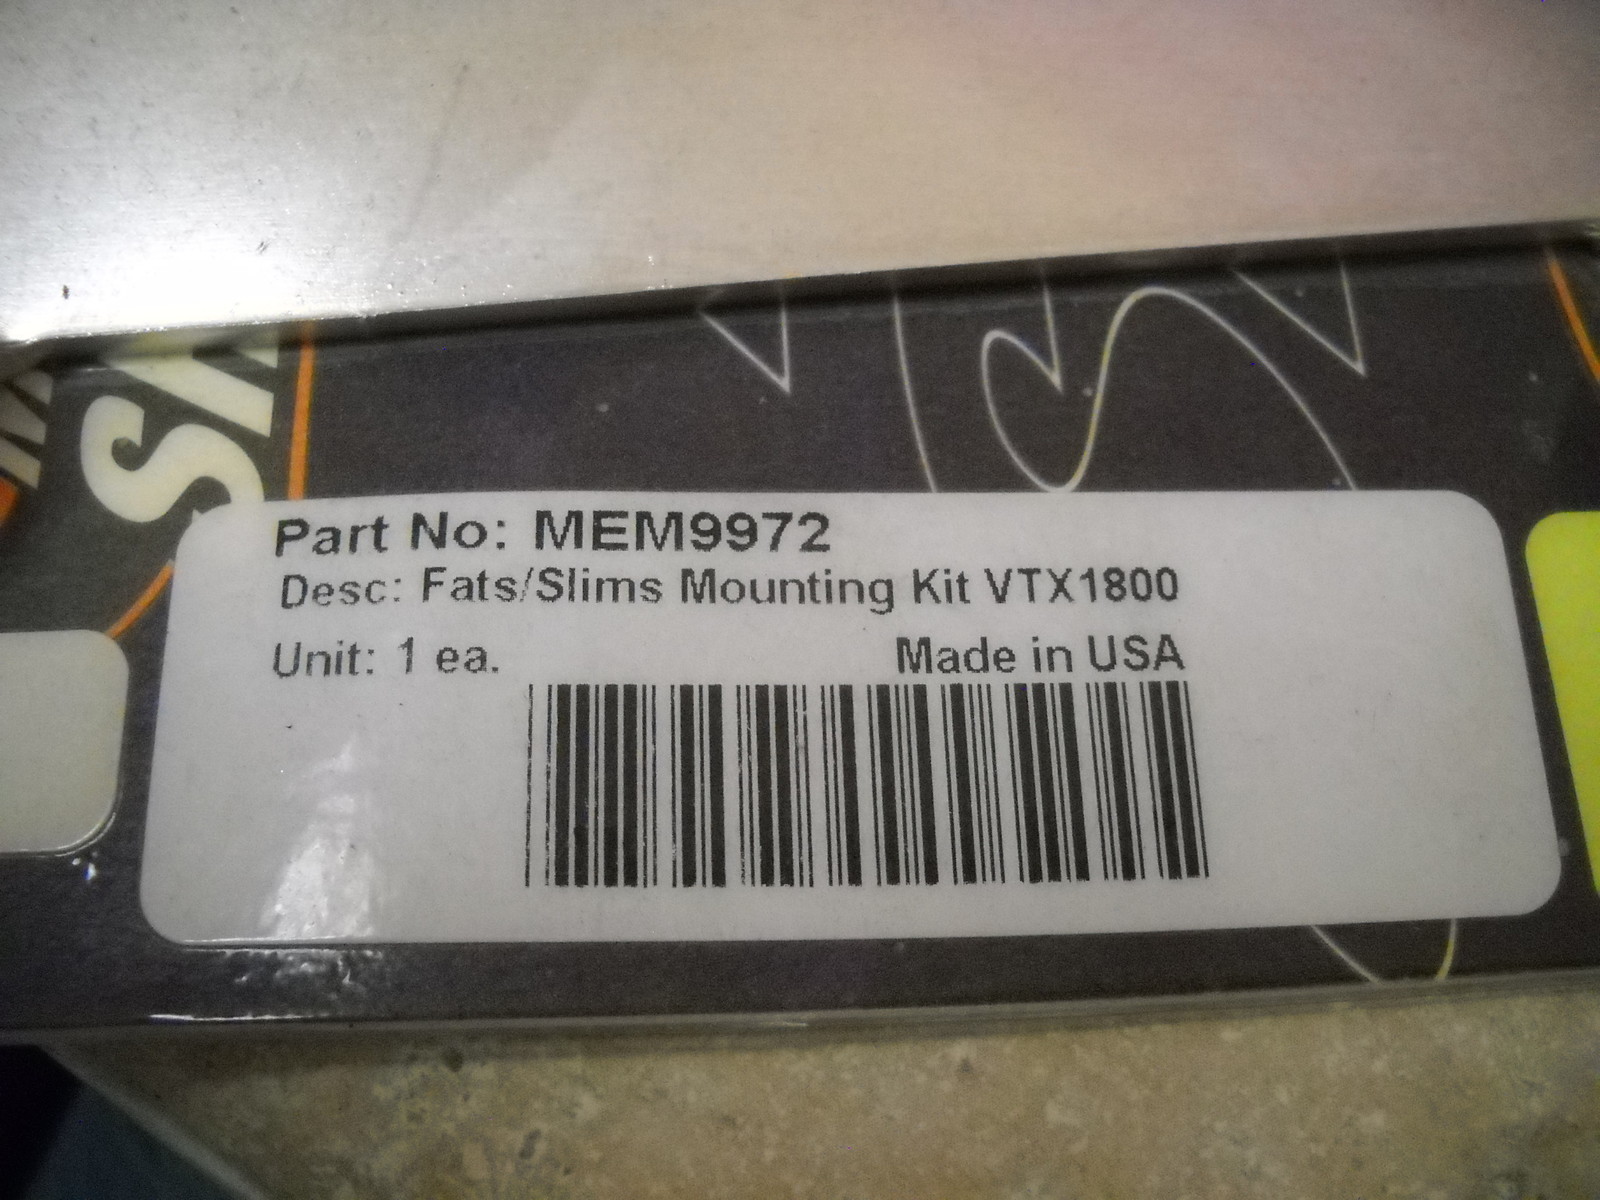 Part No: MEM9972
Desc: Fats/Slims Mounting Kit VTX1800
Unit: 1 ea.
Made in USA